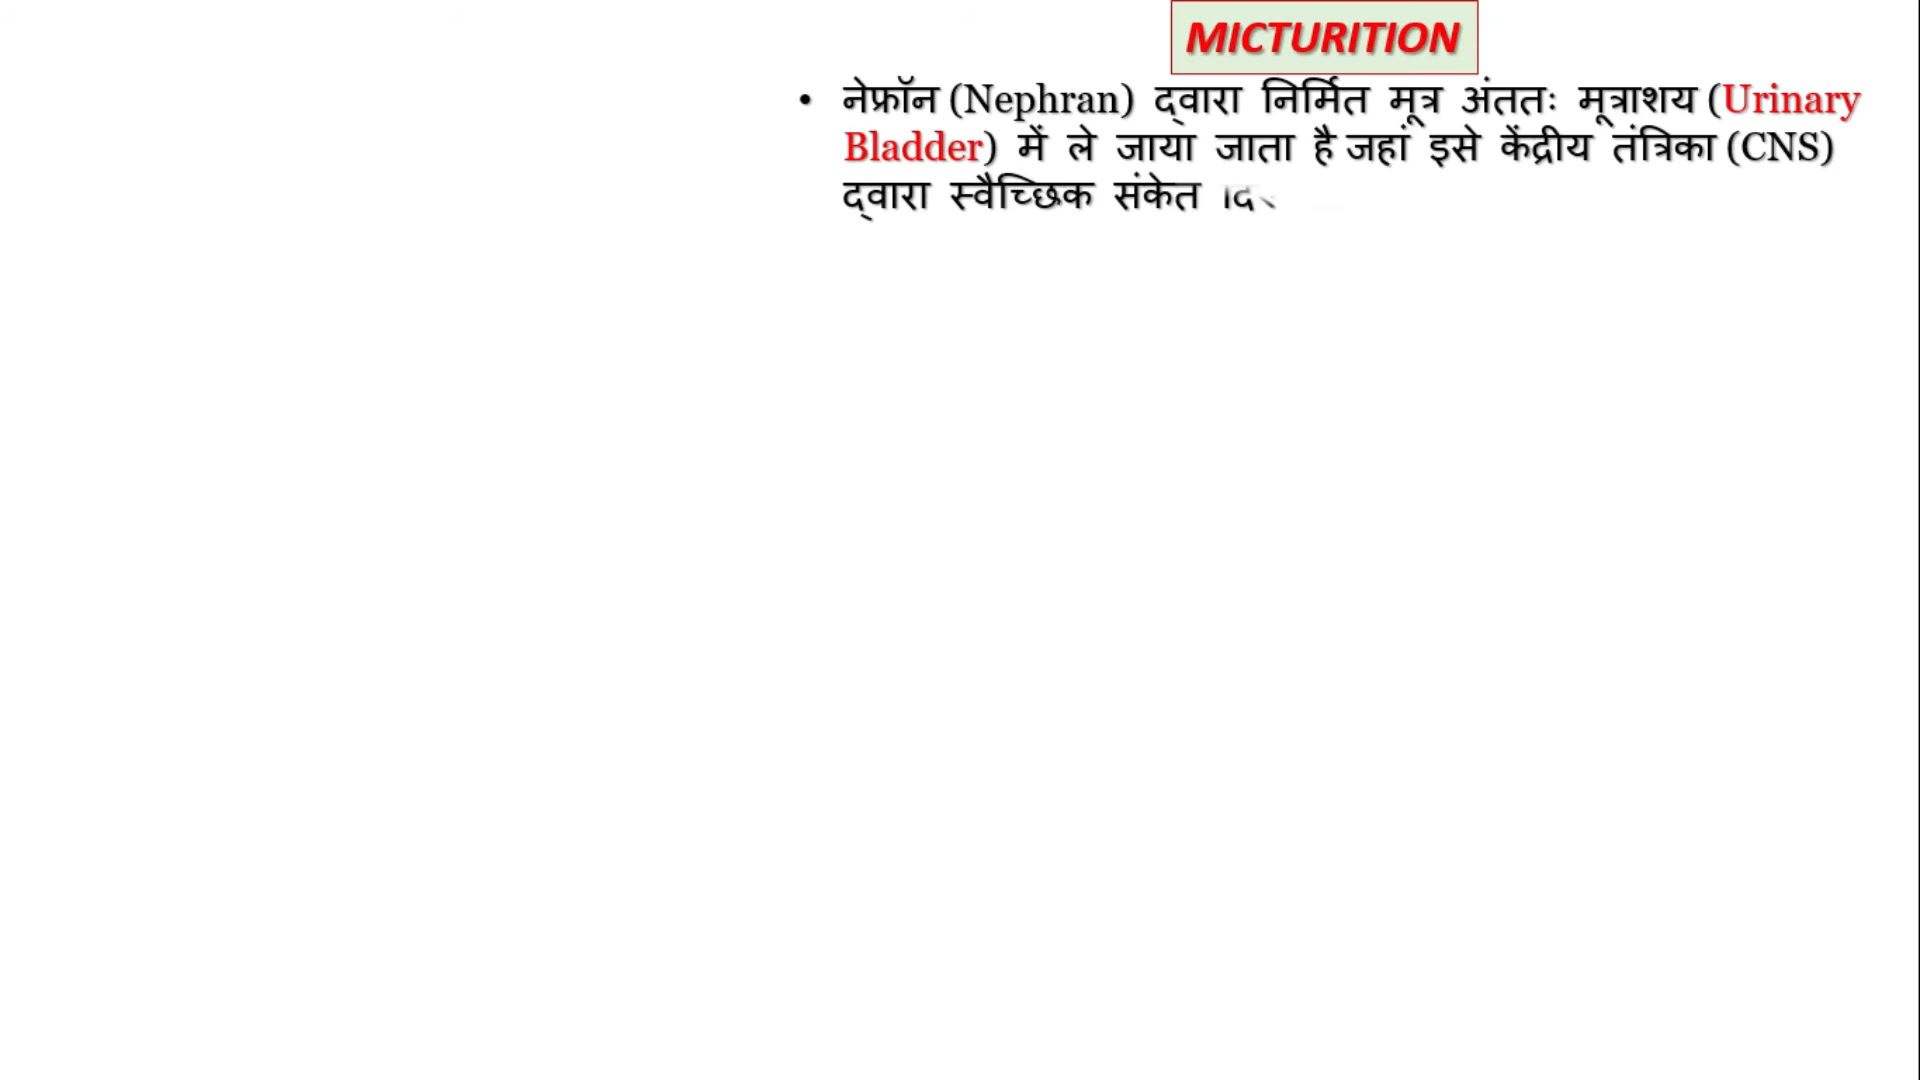 MICTURITION
• नेफ्रॉन (Nephran) द्वारा निर्मित मूत्र अंततः मूत्राशय (Urinary
Bladder) में ले जाया जाता है जहां इसे केंद्रीय तंत्रिका (CNS)
द्वारा स्वैच्छिक संकेत